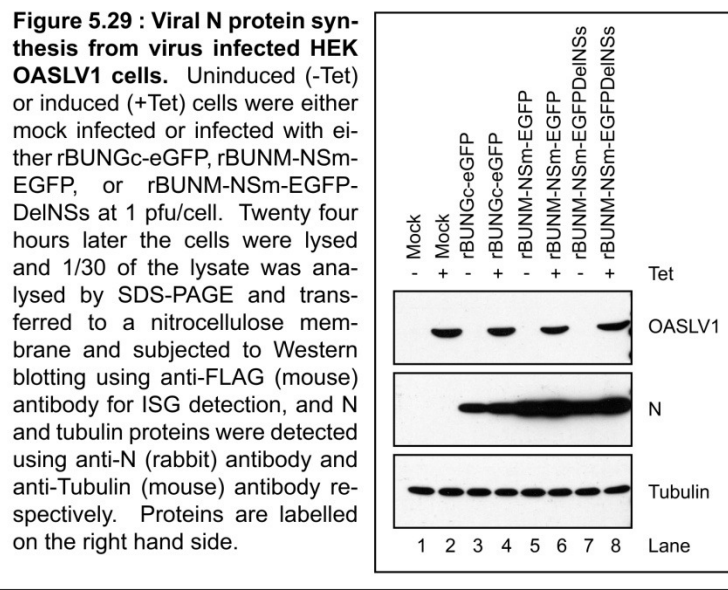 Figure 5.29 : Viral N protein syn-
thesis from virus infected HEK
OASLV1 cells. Uninduced (-Tet)
or induced (+Tet) cells were either
mock infected or infected with ei-
ther rBUNGc-eGFP, rBUNM-NSm-
EGFP, or rBUNM-NSm-EGFP-
DelNSs at 1 pfu/cell. Twenty four
hours later the cells were lysed
and 1/30 of the lysate was ana-
lysed by SDS-PAGE and trans-
ferred to a nitrocellulose mem-
brane and subjected to Western
blotting using anti-FLAG (mouse)
antibody for ISG detection, and N
and tubulin proteins were detected
using anti-N (rabbit) antibody and
anti-Tubulin (mouse) antibody re-
spectively. Proteins are labelled
on the right hand side.
Mock
Mock
rBUNGc-eGFP
rBUNGc-eGFP
rBUNM-NSm-EGFP
rBUNM-NSm-EGFP
rBUNM-NSm-EGFPDelNSs
rBUNM-NSm-EGFPDelNSs
- + - + - + - + Tet
OASLV1
N
Tubulin
1 2 3 4 5 6 7 8 Lane